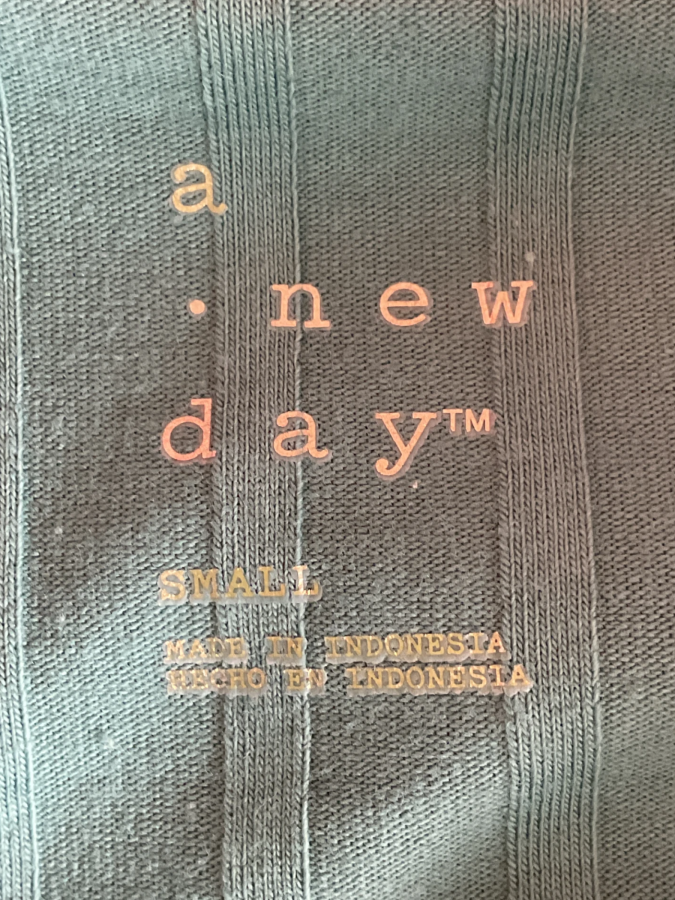 a
· new
day™
SMALL
MADE IN INDONESIA
HECHO EN INDONESIA